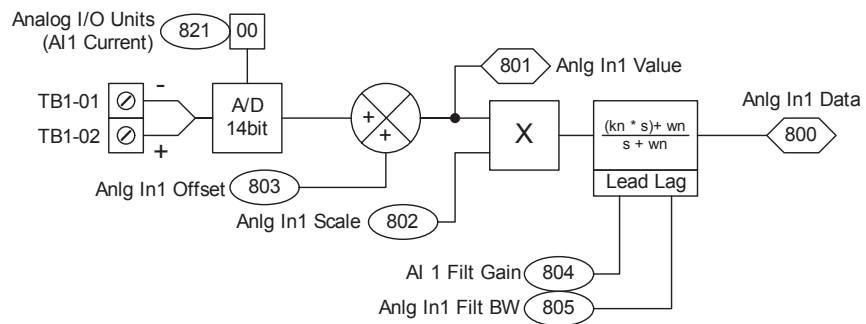 Analog I/O Units
(AI1 Current)
821
00
801
Anlg In1 Value
TB1-01
-
A/D
14bit
TB1-02
+
+
+
X
(kn * s)+ wn
s + wn
Lead Lag
Anlg In1 Data
800
Anlg In1 Offset
803
Anlg In1 Scale
802
AI 1 Filt Gain
804
Anlg In1 Filt BW
805